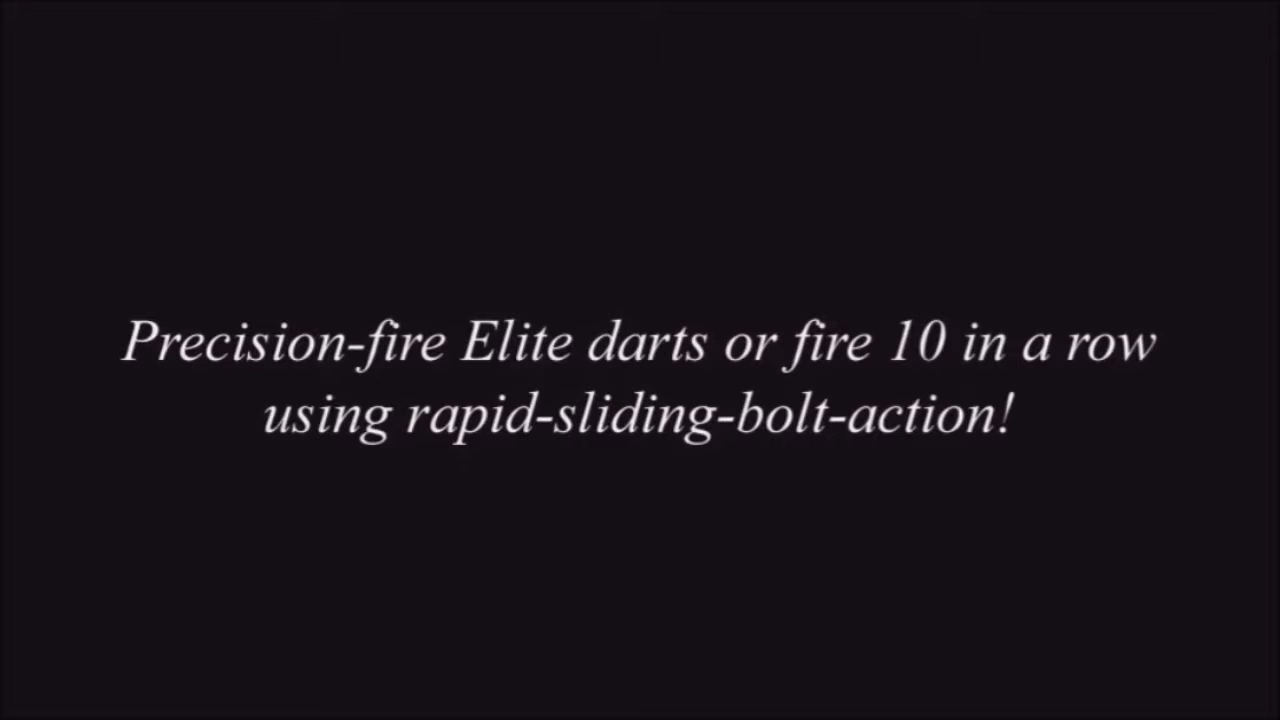 Precision-fire Elite darts or fire 10 in a row
using rapid-sliding-bolt-action!